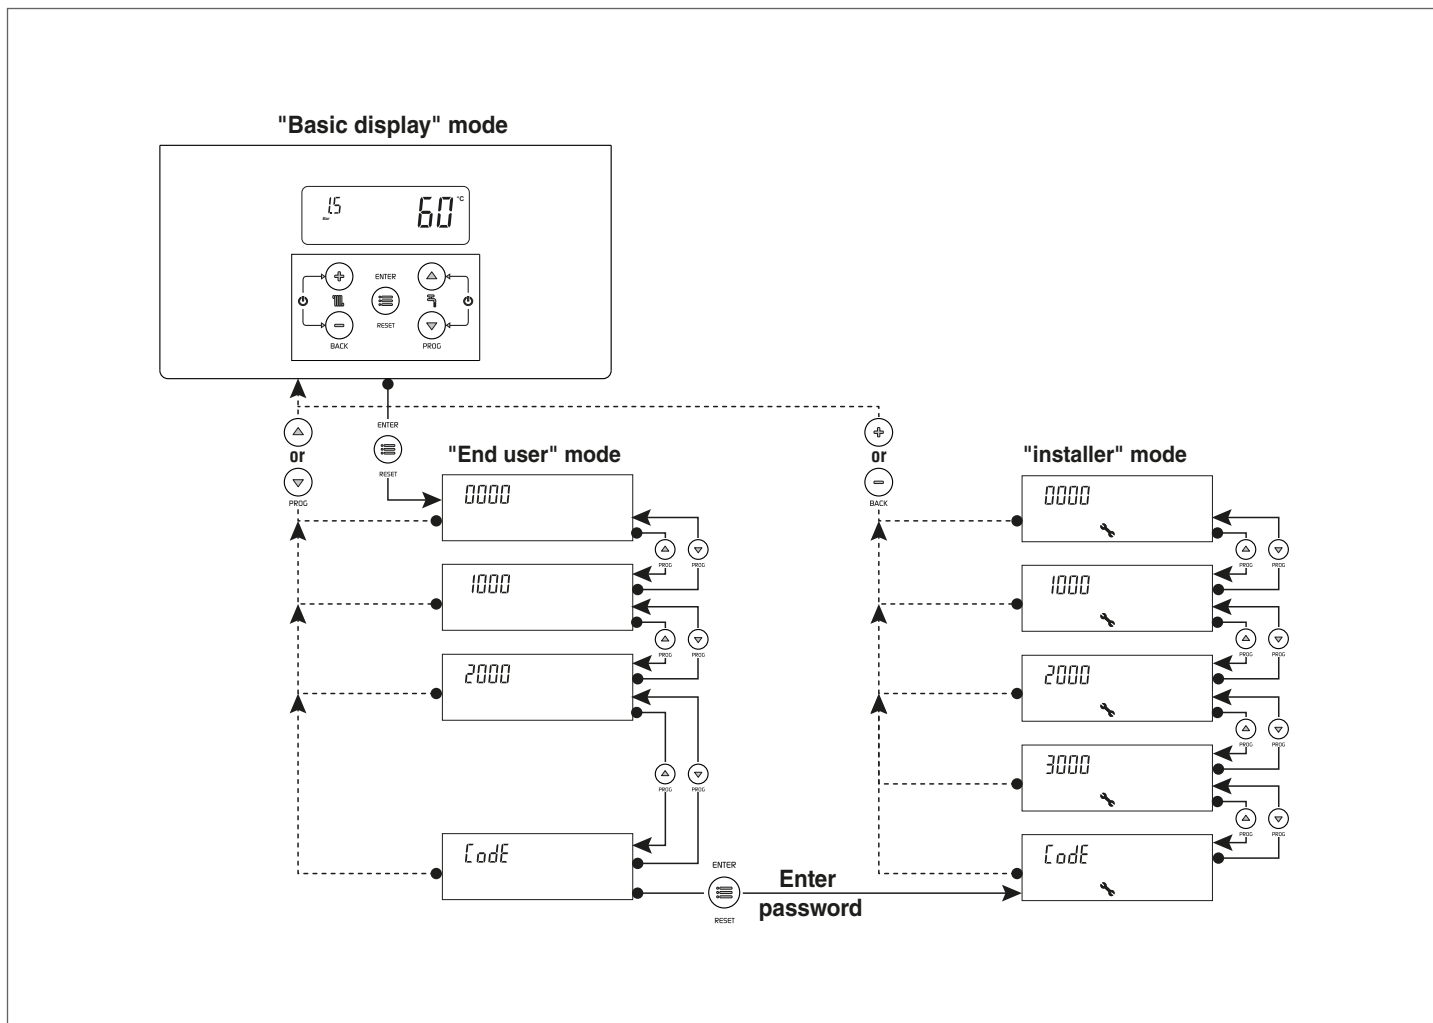 "Basic display" mode
1.5
Bar
60 °C
ENTER
RESET
BACK
PROG
ENTER
RESET
or
PROG
or
BACK
"End user" mode
0000
PROG
PROG
1000
PROG
PROG
2000
PROG
PROG
CodE
ENTER
RESET
Enter
password
"installer" mode
0000
PROG
PROG
1000
PROG
PROG
2000
PROG
PROG
3000
PROG
PROG
CodE